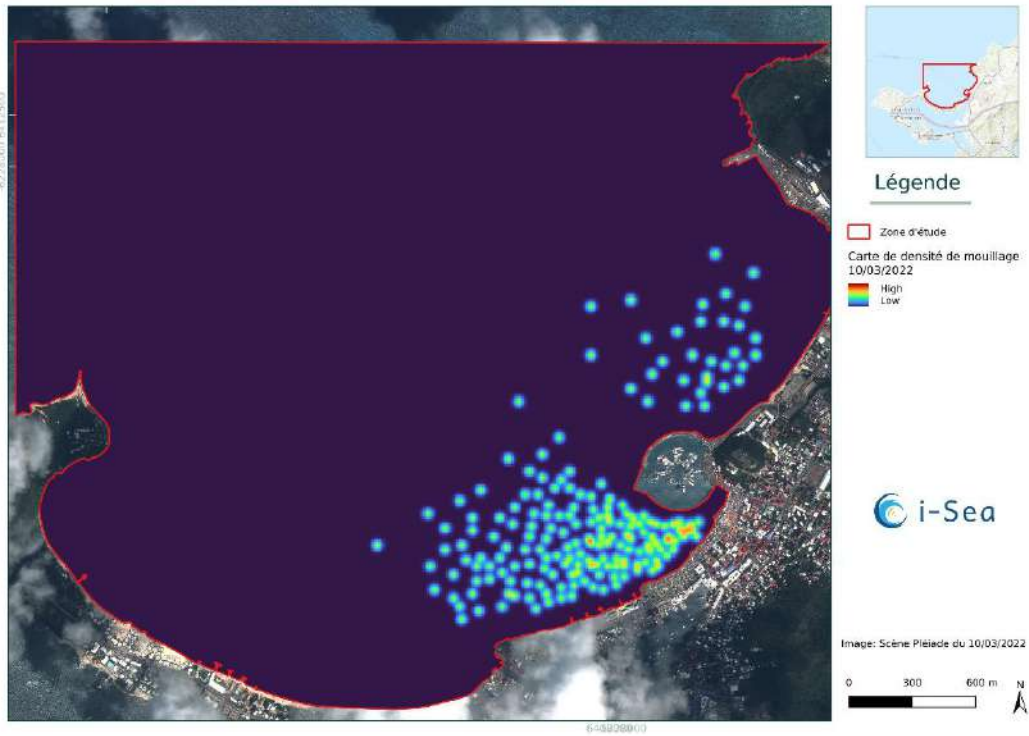 Légende
Zone d'étude
Carte de densité de mouillage
10/03/2022
High
Low
i-Sea
Image: Scène Pléiade du 10/03/2022
0 300 600 m
N